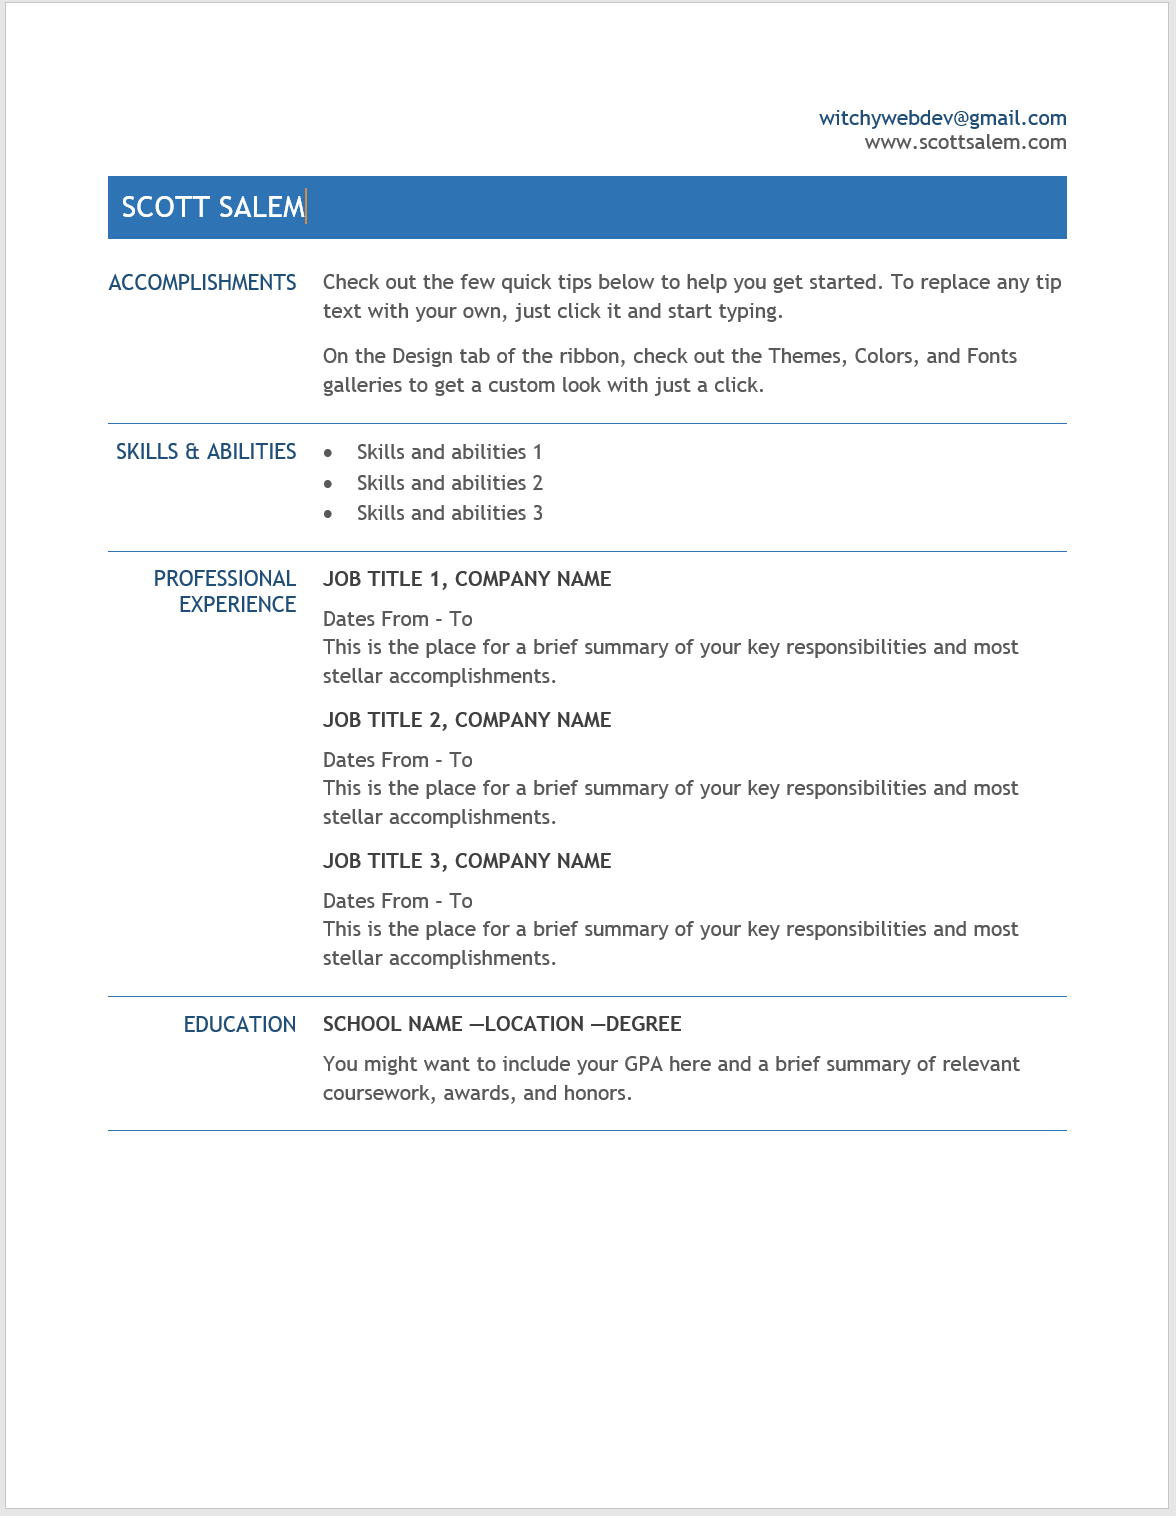 witchywebdev@gmail.com
www.scottsalem.com
SCOTT SALEM
ACCOMPLISHMENTS
Check out the few quick tips below to help you get started. To replace any tip
text with your own, just click it and start typing.
On the Design tab of the ribbon, check out the Themes, Colors, and Fonts
galleries to get a custom look with just a click.
SKILLS & ABILITIES
• Skills and abilities 1
• Skills and abilities 2
• Skills and abilities 3
PROFESSIONAL
EXPERIENCE
JOB TITLE 1, COMPANY NAME
Dates From – To
This is the place for a brief summary of your key responsibilities and most
stellar accomplishments.
JOB TITLE 2, COMPANY NAME
Dates From – To
This is the place for a brief summary of your key responsibilities and most
stellar accomplishments.
JOB TITLE 3, COMPANY NAME
Dates From – To
This is the place for a brief summary of your key responsibilities and most
stellar accomplishments.
EDUCATION
SCHOOL NAME —LOCATION —DEGREE
You might want to include your GPA here and a brief summary of relevant
coursework, awards, and honors.